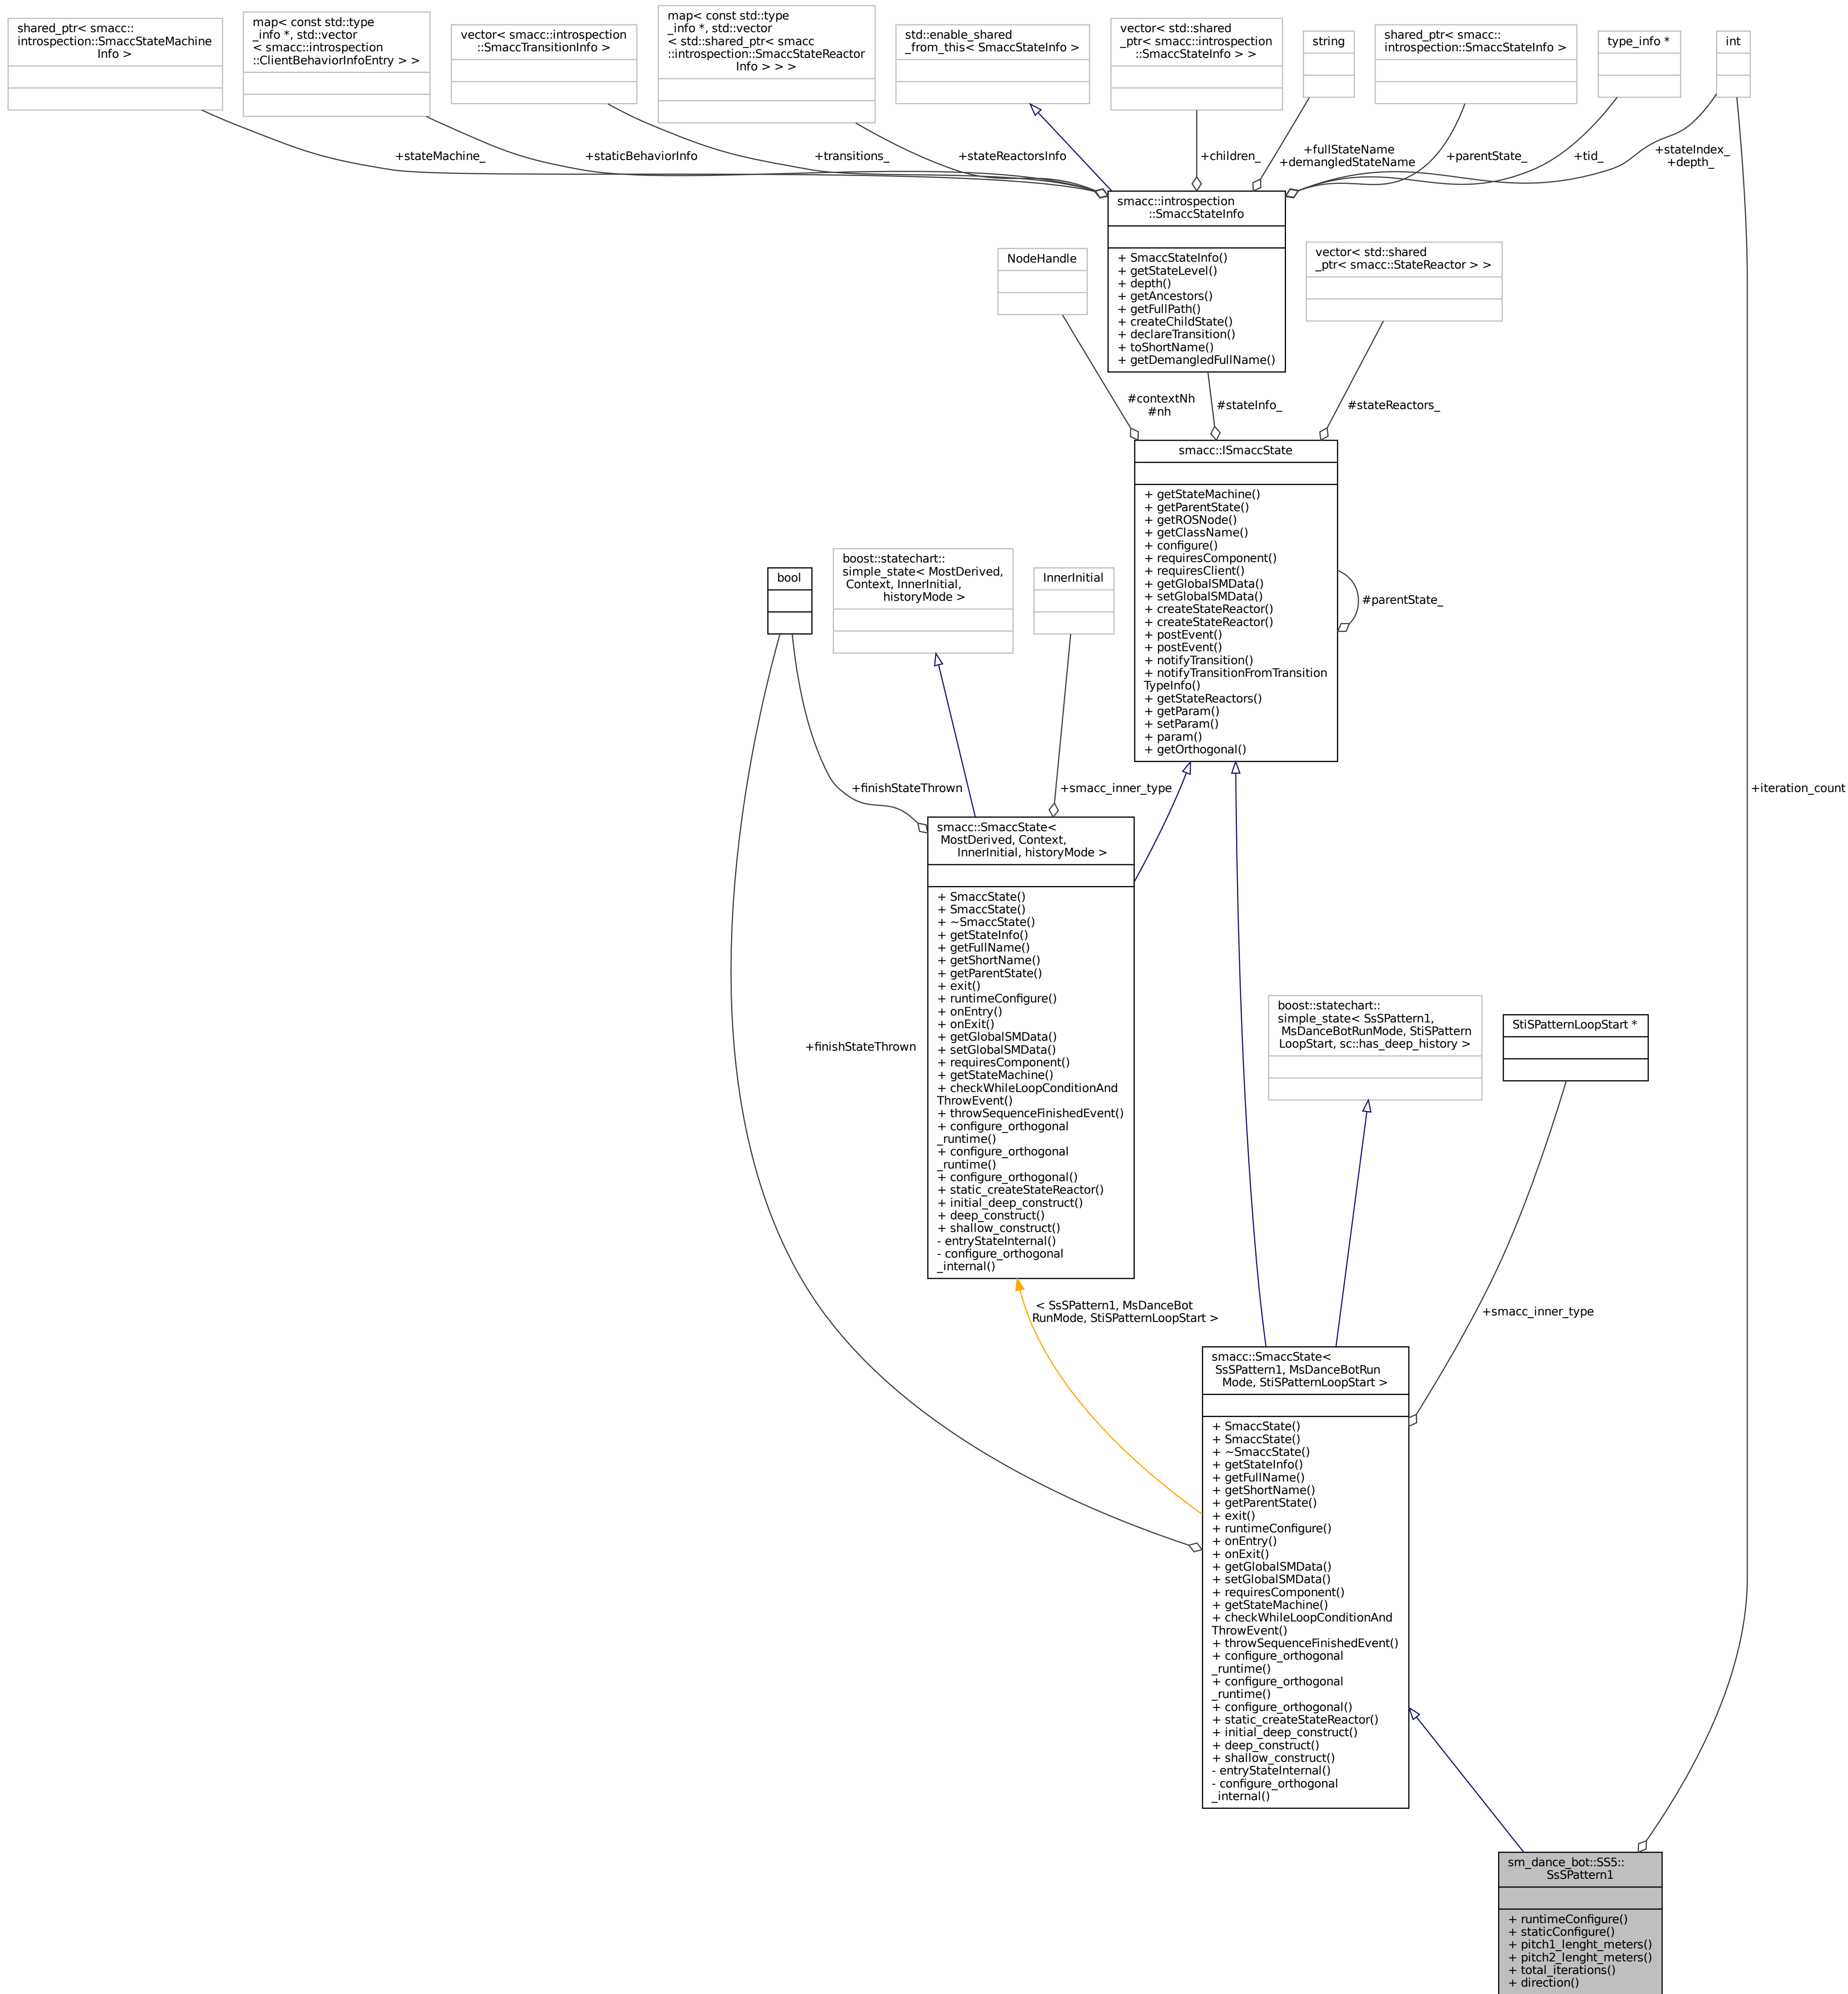 shared_ptr< smacc::
introspection::SmaccStateMachine
Info >
map< const std::type
_info *, std::vector
< smacc::introspection
::ClientBehaviorInfoEntry > >
vector< smacc::introspection
::SmaccTransitionInfo >
map< const std::type
_info *, std::vector
< std::shared_ptr< smacc
::introspection::SmaccStateReactor
Info > > >
std::enable_shared
_from_this< SmaccStateInfo >
vector< std::shared
_ptr< smacc::introspection
::SmaccStateInfo > >
string
shared_ptr< smacc::
introspection::SmaccStateInfo >
type_info *
int
+stateMachine_
+staticBehaviorInfo
+transitions_
+stateReactorsInfo
+children_
+fullStateName
+demangledStateName
+parentState_
+tid_
+stateIndex_
+depth_
smacc::introspection
::SmaccStateInfo
+ SmaccStateInfo()
+ getStateLevel()
+ depth()
+ getAncestors()
+ getFullPath()
+ createChildState()
+ declareTransition()
+ toShortName()
+ getDemangledFullName()
NodeHandle
vector< std::shared
_ptr< smacc::StateReactor > >
#contextNh
#nh
#stateInfo_
#stateReactors_
smacc::ISmaccState
+ getStateMachine()
+ getParentState()
+ getROSNode()
+ getClassName()
+ configure()
+ requiresComponent()
+ requiresClient()
+ getGlobalSMData()
+ setGlobalSMData()
+ createStateReactor()
+ createStateReactor()
+ postEvent()
+ postEvent()
+ notifyTransition()
+ notifyTransitionFromTransition
TypeInfo()
+ getStateReactors()
+ getParam()
+ setParam()
+ param()
+ getOrthogonal()
#parentState_
bool
boost::statechart::
simple_state< MostDerived,
Context, InnerInitial,
historyMode >
InnerInitial
+finishStateThrown
+smacc_inner_type
+iteration_count
smacc::SmaccState<
MostDerived, Context,
InnerInitial, historyMode >
+ SmaccState()
+ SmaccState()
+ ~SmaccState()
+ getStateInfo()
+ getFullName()
+ getShortName()
+ getParentState()
+ exit()
+ runtimeConfigure()
+ onEntry()
+ onExit()
+ getGlobalSMData()
+ setGlobalSMData()
+ requiresComponent()
+ getStateMachine()
+ checkWhileLoopConditionAnd
ThrowEvent()
+ throwSequenceFinishedEvent()
+ configure_orthogonal
_runtime()
+ configure_orthogonal
_runtime()
+ configure_orthogonal()
+ static_createStateReactor()
+ initial_deep_construct()
+ deep_construct()
+ shallow_construct()
- entryStateInternal()
- configure_orthogonal
_internal()
+finishStateThrown
boost::statechart::
simple_state< SsSPattern1,
MsDanceBotRunMode, StiSPattern
LoopStart, sc::has_deep_history >
StiSPatternLoopStart *
< SsSPattern1, MsDanceBot
RunMode, StiSPatternLoopStart >
+smacc_inner_type
smacc::SmaccState<
SsSPattern1, MsDanceBotRun
Mode, StiSPatternLoopStart >
+ SmaccState()
+ SmaccState()
+ ~SmaccState()
+ getStateInfo()
+ getFullName()
+ getShortName()
+ getParentState()
+ exit()
+ runtimeConfigure()
+ onEntry()
+ onExit()
+ getGlobalSMData()
+ setGlobalSMData()
+ requiresComponent()
+ getStateMachine()
+ checkWhileLoopConditionAnd
ThrowEvent()
+ throwSequenceFinishedEvent()
+ configure_orthogonal
_runtime()
+ configure_orthogonal
_runtime()
+ configure_orthogonal()
+ static_createStateReactor()
+ initial_deep_construct()
+ deep_construct()
+ shallow_construct()
- entryStateInternal()
- configure_orthogonal
_internal()
sm_dance_bot::SS5::
SsSPattern1
+ runtimeConfigure()
+ staticConfigure()
+ pitch1_lenght_meters()
+ pitch2_lenght_meters()
+ total_iterations()
+ direction()